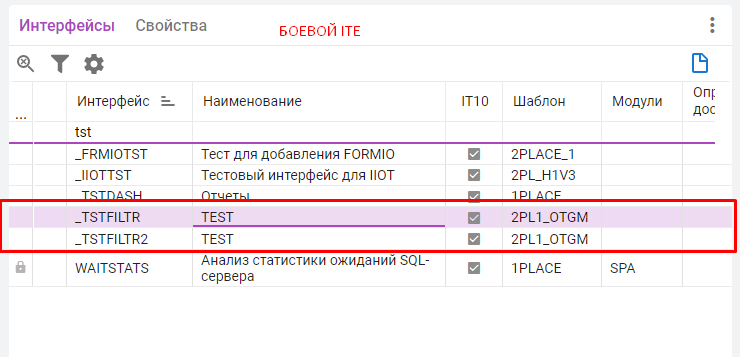 Интерфейсы Свойства БОЕВОЙ ITE
Интерфейс Наименование IT10 Шаблон Модули Опр дос
...
tst
_FRMIOTST Тест для добавления FORMIO 2PLACE_1
_IIOTTST Тестовый интерфейс для IIOT 2PL_H1V3
_TSTDASH Отчеты 1PLACE
_TSTFILTR TEST 2PL1_OTGM
_TSTFILTR2 TEST 2PL1_OTGM
WAITSTATS Анализ статистики ожиданий SQL-сервера 1PLACE SPA